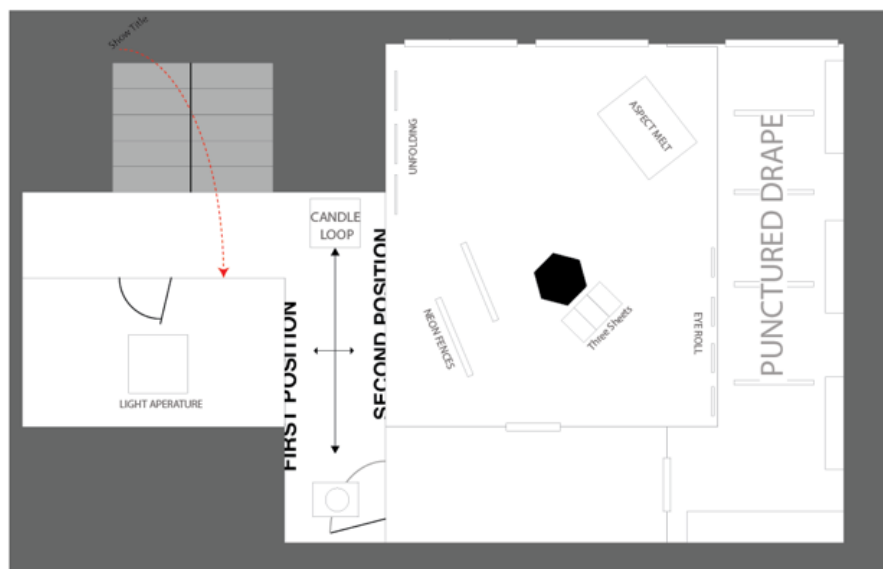 Show Title
UNFOLDING
ASPECT MELT
PUNCTURED DRAPE
CANDLE
LOOP
FIRST POSITION
SECOND POSITION
NEON FENCES
Three Sheets
EYE ROLL
LIGHT APERATURE